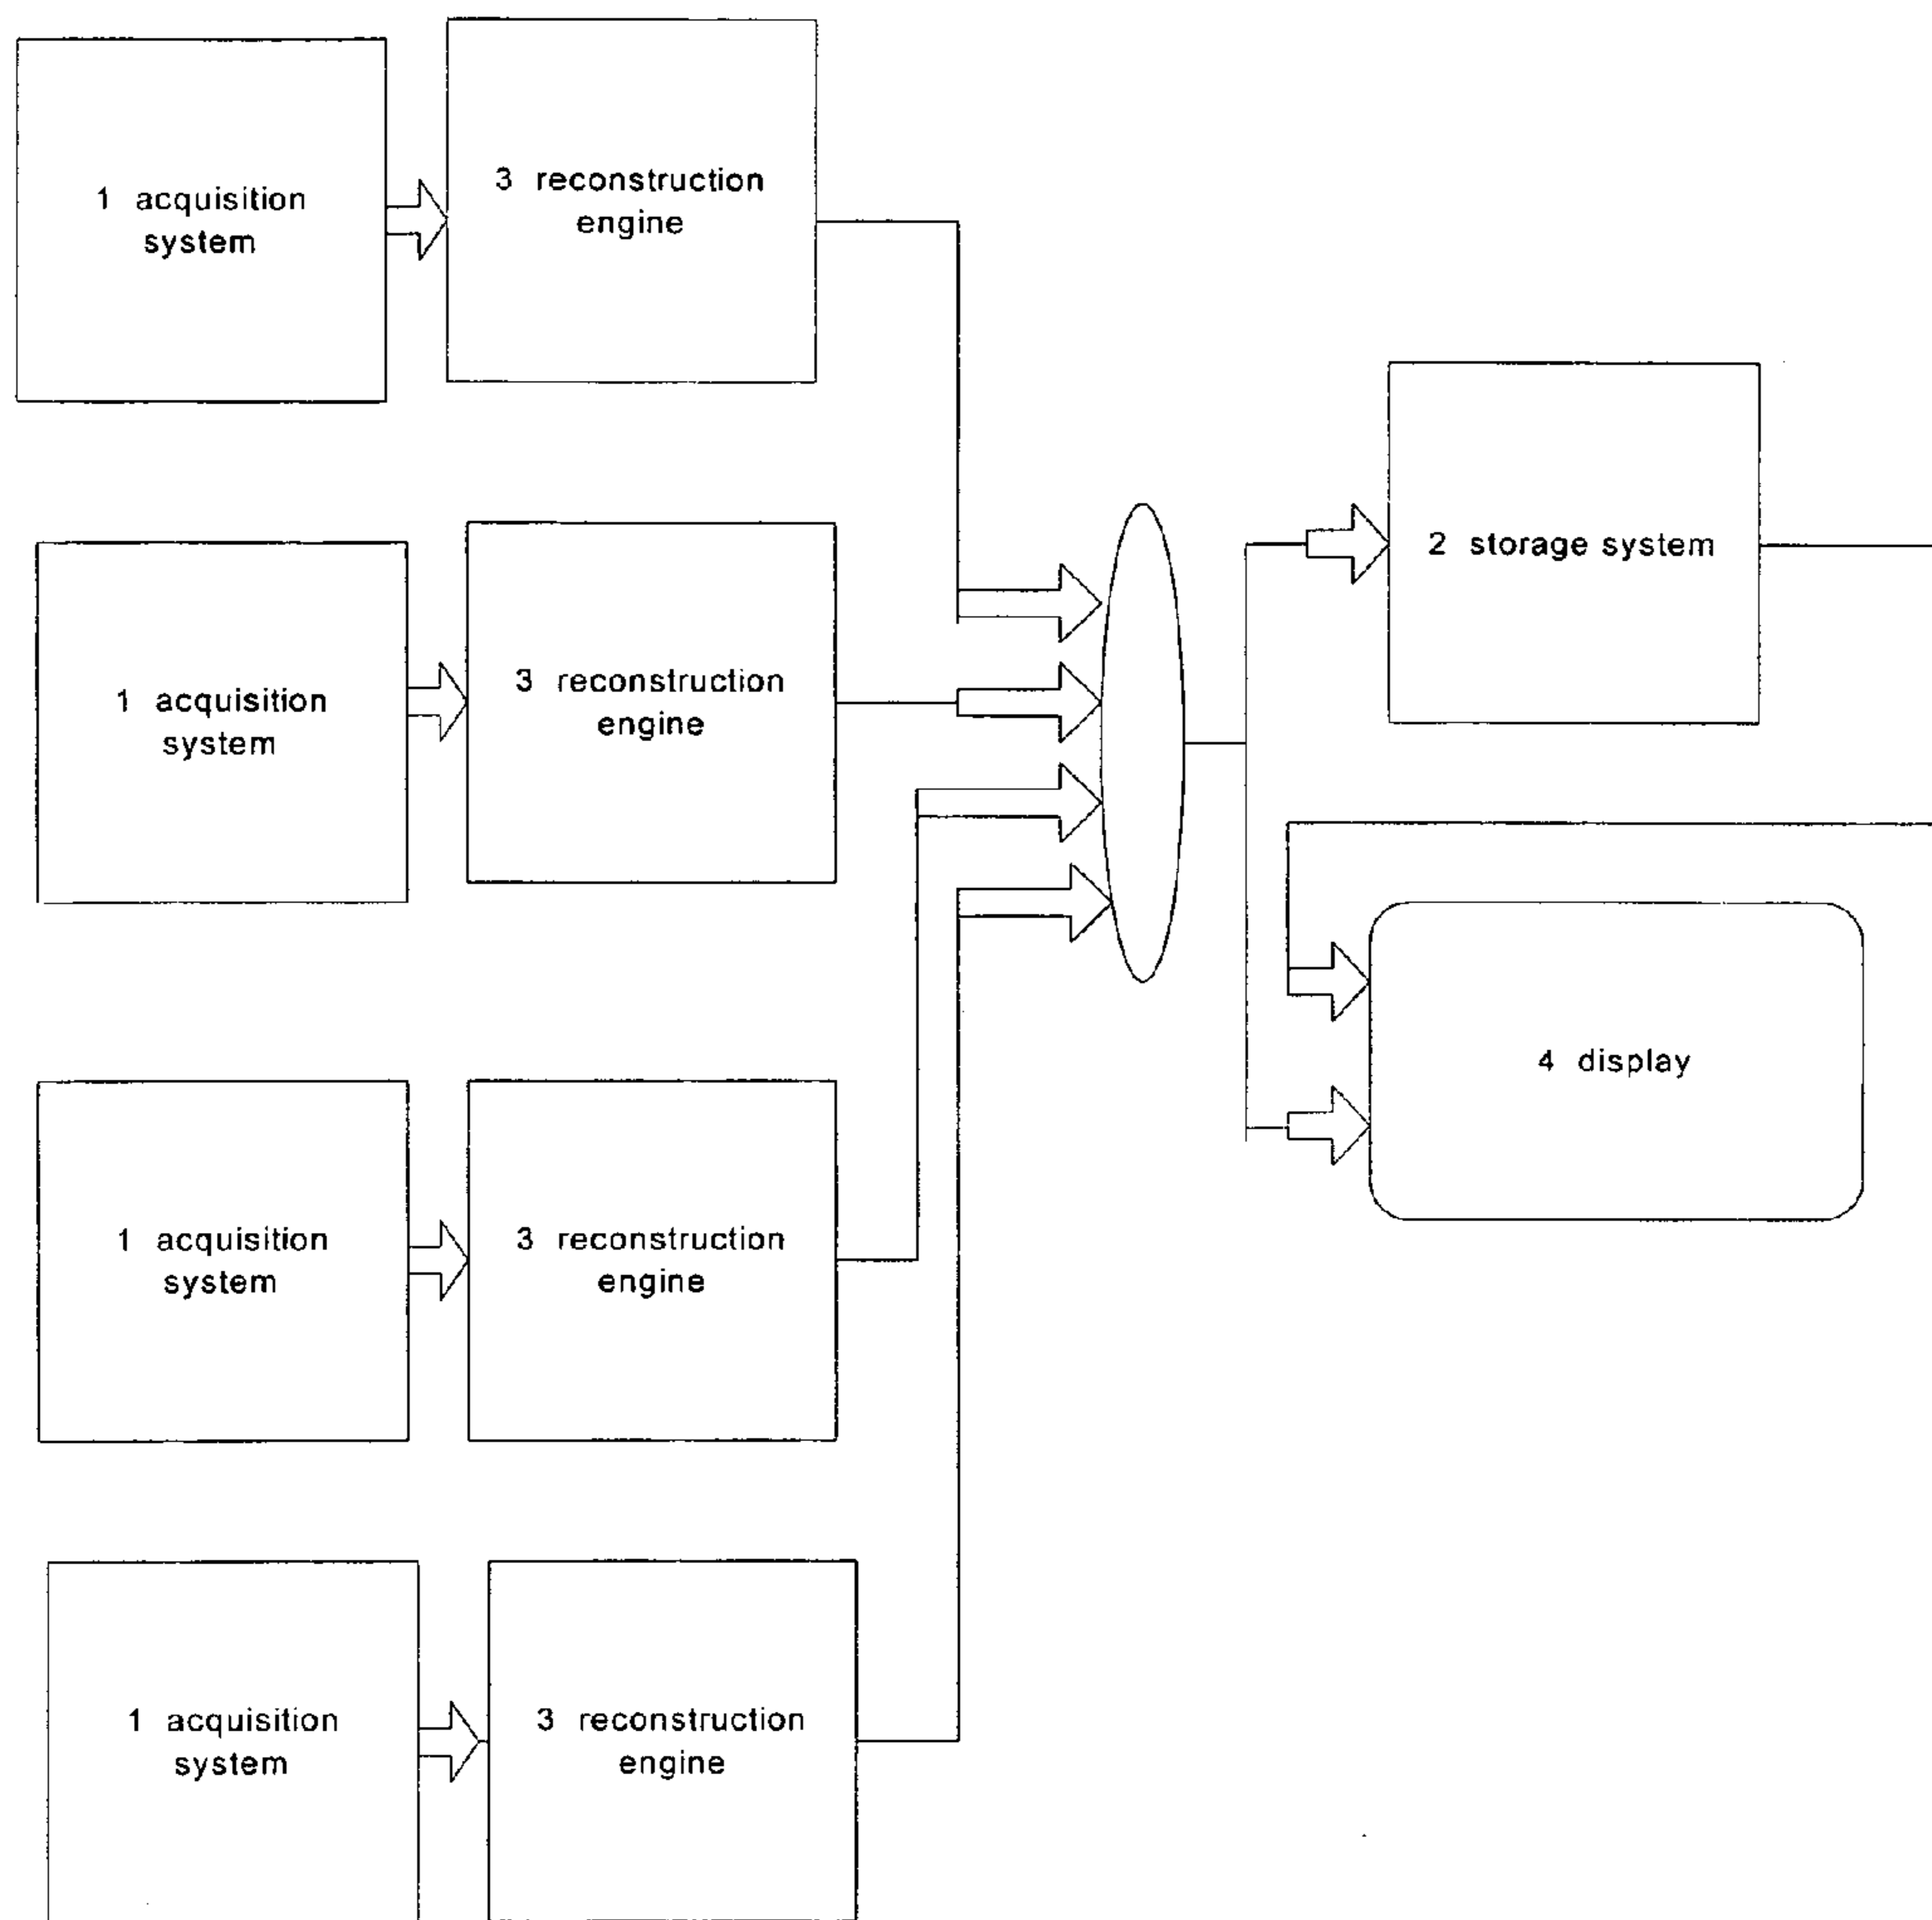 1 acquisition
system
3 reconstruction
engine
1 acquisition
system
3 reconstruction
engine
2 storage system
4 display
1 acquisition
system
3 reconstruction
engine
1 acquisition
system
3 reconstruction
engine